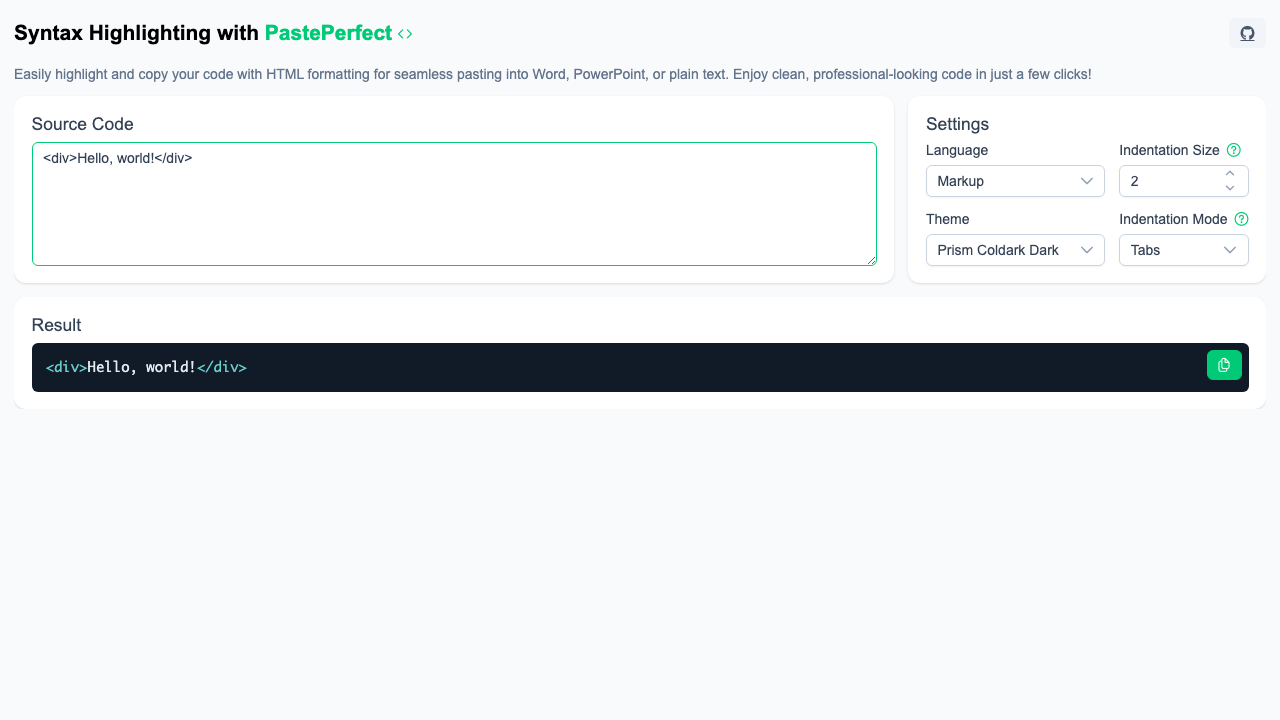 Syntax Highlighting with PastePerfect
Easily highlight and copy your code with HTML formatting for seamless pasting into Word, PowerPoint, or plain text. Enjoy clean, professional-looking code in just a few clicks!
Source Code
<div>Hello, world!</div>
Settings
Language
Indentation Size
Markup
2
Theme
Indentation Mode
Prism Coldark Dark
Tabs
Result
<div>Hello, world!</div>